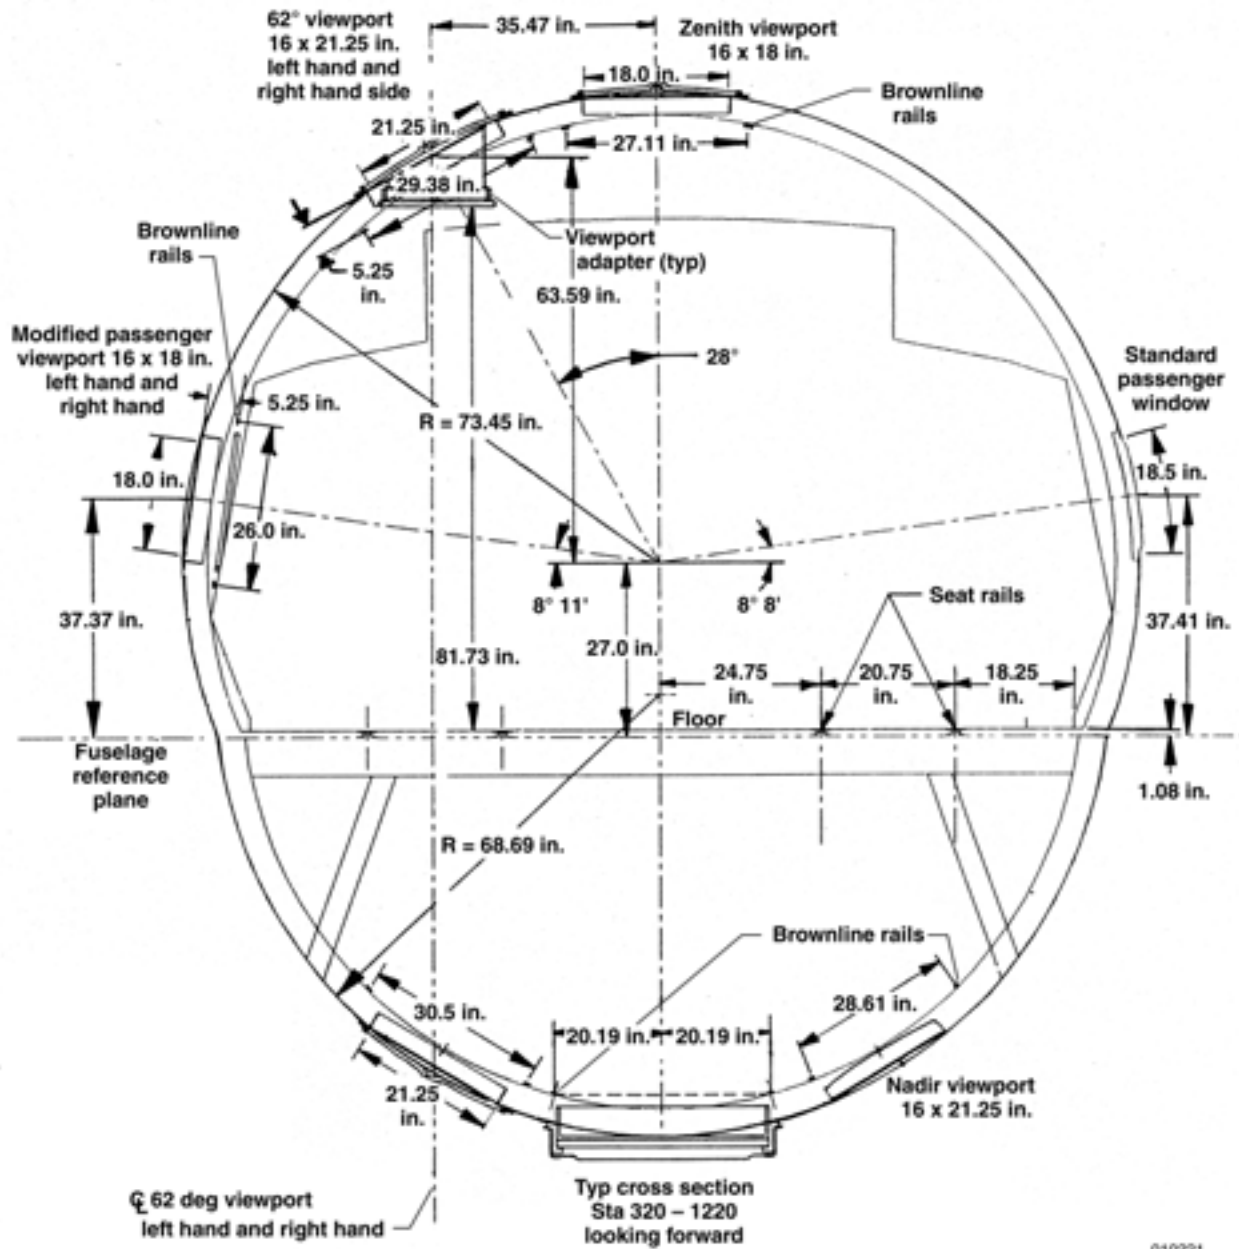 62° viewport
16 x 21.25 in.
left hand and
right hand side
35.47 in.
Zenith viewport
16 x 18 in.
18.0 in.
Brownline
rails
21.25 in.
27.11 in.
29.38 in.
Brownline
rails
Viewport
adapter (typ)
5.25
in.
63.59 in.
Modified passenger
viewport 16 x 18 in.
left hand and
right hand
28°
Standard
passenger
window
5.25 in.
R = 73.45 in.
18.0 in.
18.5 in.
26.0 in.
8° 11'
8° 8'
Seat rails
37.37 in.
37.41 in.
81.73 in.
27.0 in.
24.75
in.
20.75
in.
18.25
in.
Floor
Fuselage
reference
plane
1.08 in.
R = 68.69 in.
Brownline rails
30.5 in.
28.61 in.
20.19 in.
20.19 in.
21.25
in.
Nadir viewport
16 x 21.25 in.
℄ 62 deg viewport
left hand and right hand
Typ cross section
Sta 320 – 1220
looking forward